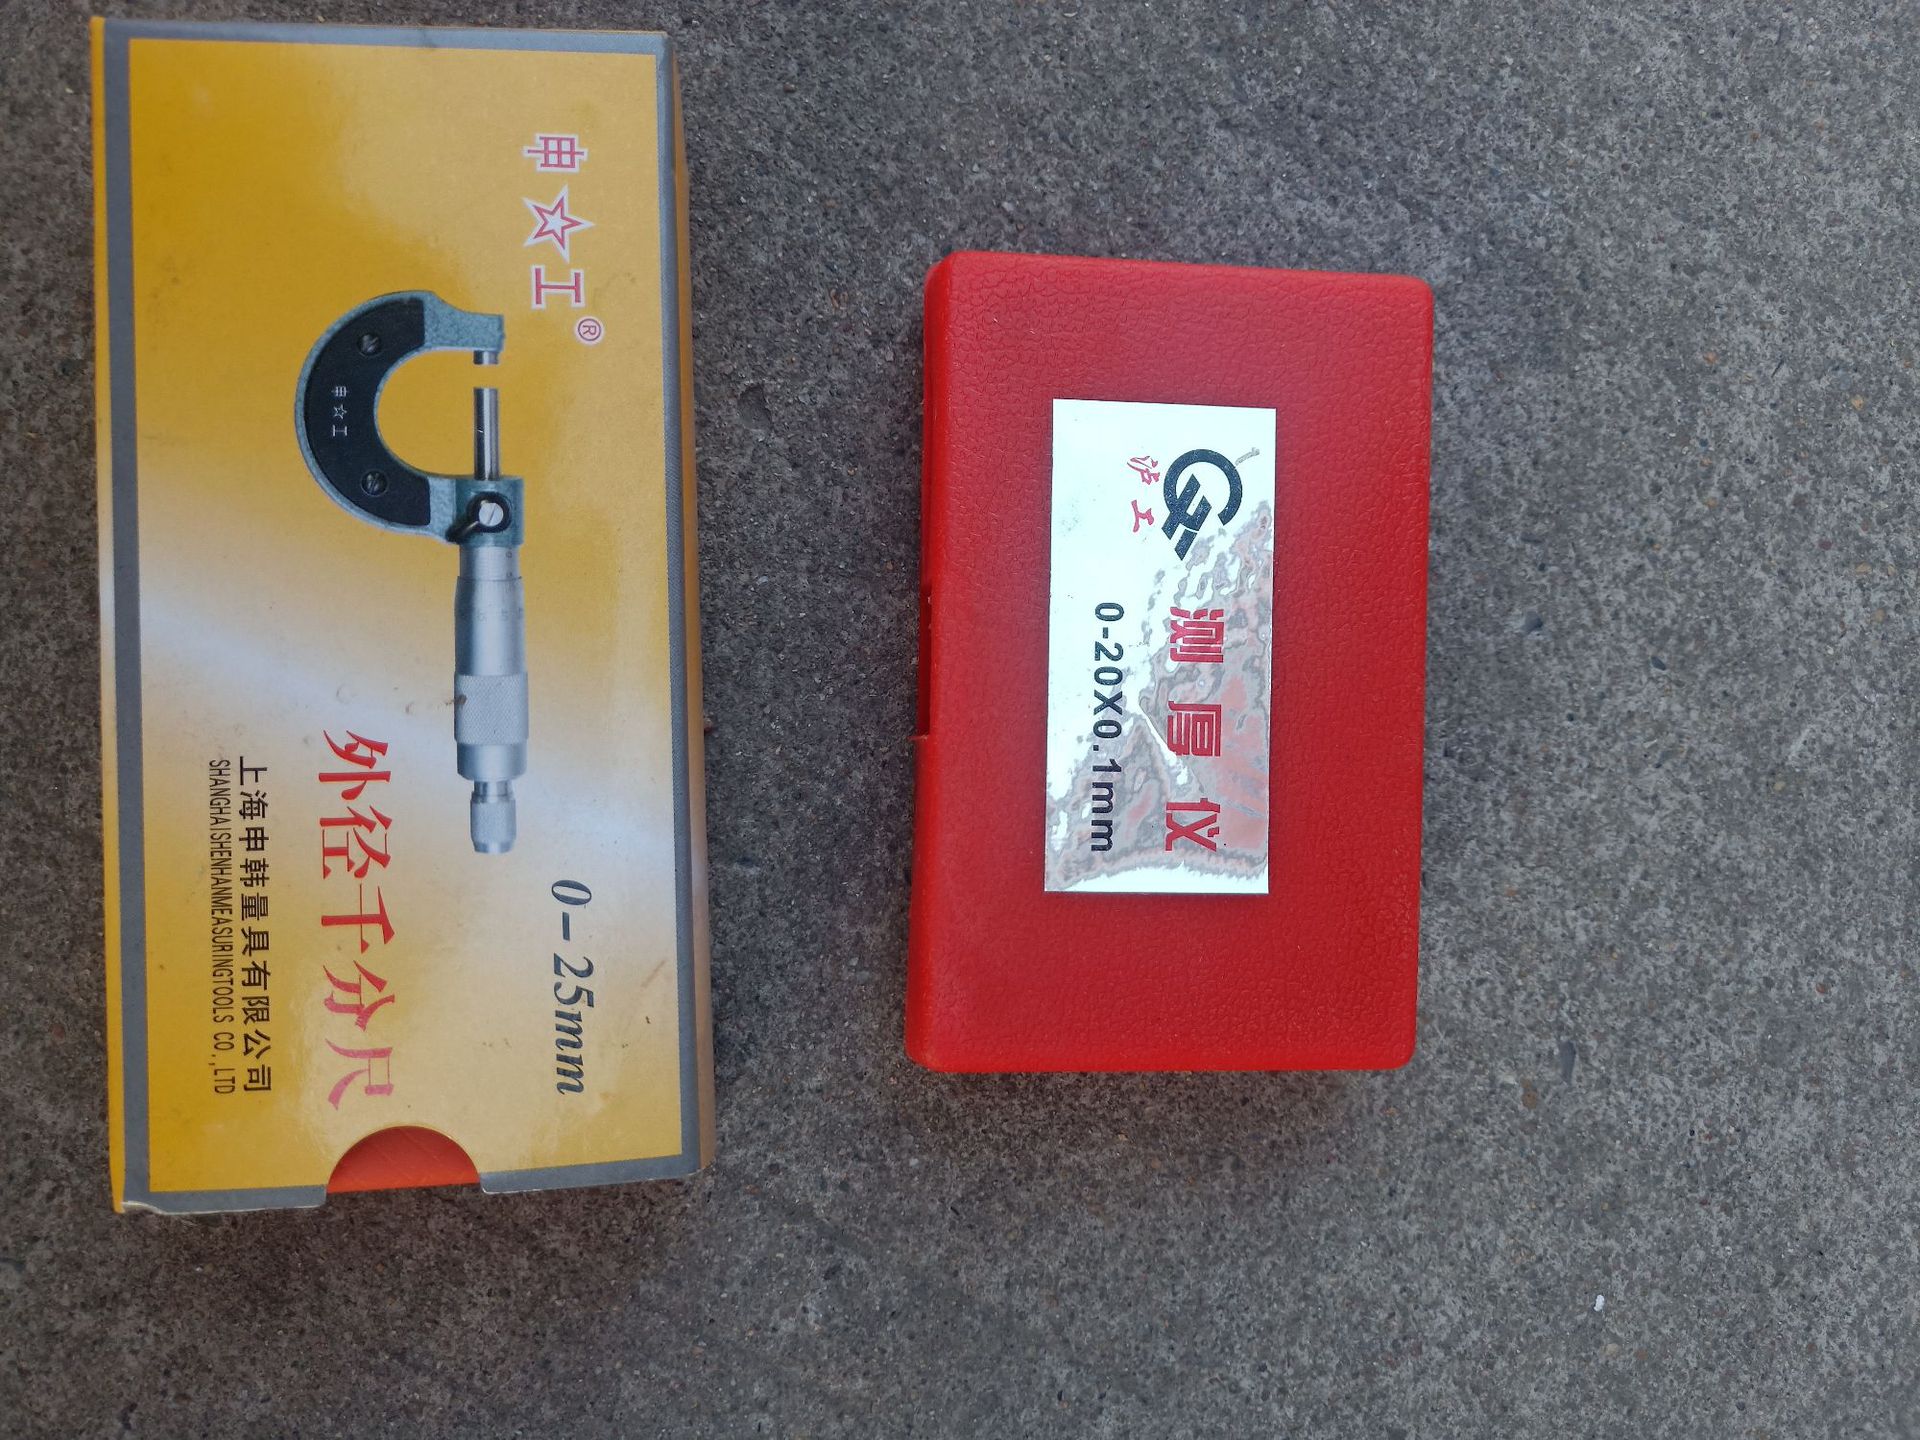 申☆工®
申☆工
0-25mm
外径千分尺
上海申韩量具有限公司
SHANGHAISHENHANMEASURINGTOOLS CO.,LTD
沪工
测厚仪
0-20X0.1mm